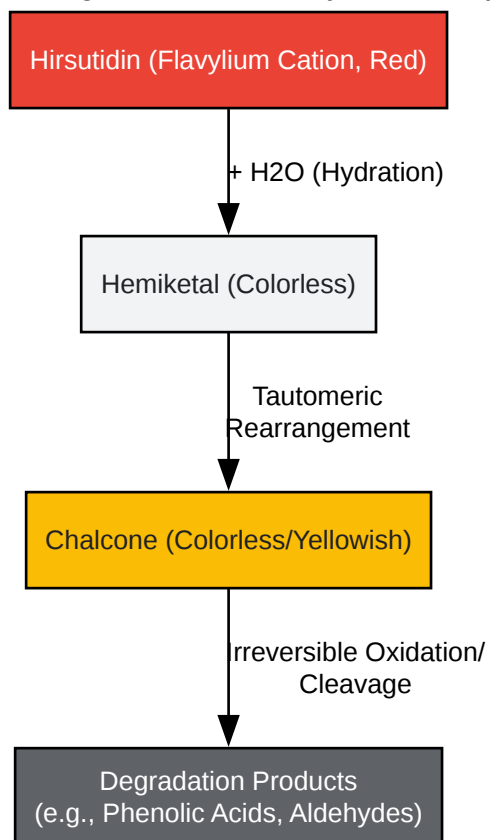 Hirsutidin (Flavylium Cation, Red)
+ H2O (Hydration)
Hemiketal (Colorless)
Tautomeric
Rearrangement
Chalcone (Colorless/Yellowish)
Irreversible Oxidation/
Cleavage
Degradation Products
(e.g., Phenolic Acids, Aldehydes)